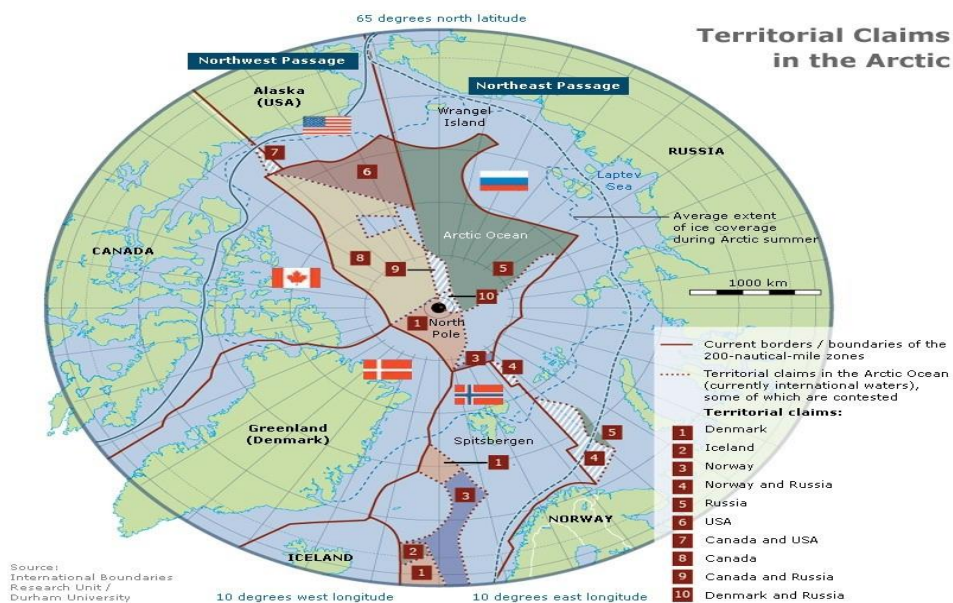 65 degrees north latitude
Territorial Claims
in the Arctic
Northwest Passage
Alaska
(USA)
Northeast Passage
Wrangel
Island
RUSSIA
7
6
Laptev
Sea
Average extent
of ice coverage
during Arctic summer
CANADA
Arctic Ocean
8
9
5
10
1000 km
1
North
Pole
3
4
Greenland
(Denmark)
Spitsbergen
1
5
4
3
NORWAY
ICELAND
2
1
Current borders / boundaries of the
200-nautical-mile zones
Territorial claims in the Arctic Ocean
(currently international waters),
some of which are contested
Territorial claims:
1 Denmark
2 Iceland
3 Norway
4 Norway and Russia
5 Russia
6 USA
7 Canada and USA
8 Canada
9 Canada and Russia
10 Denmark and Russia
Source:
International Boundaries
Research Unit /
Durham University
10 degrees west longitude
10 degrees east longitude